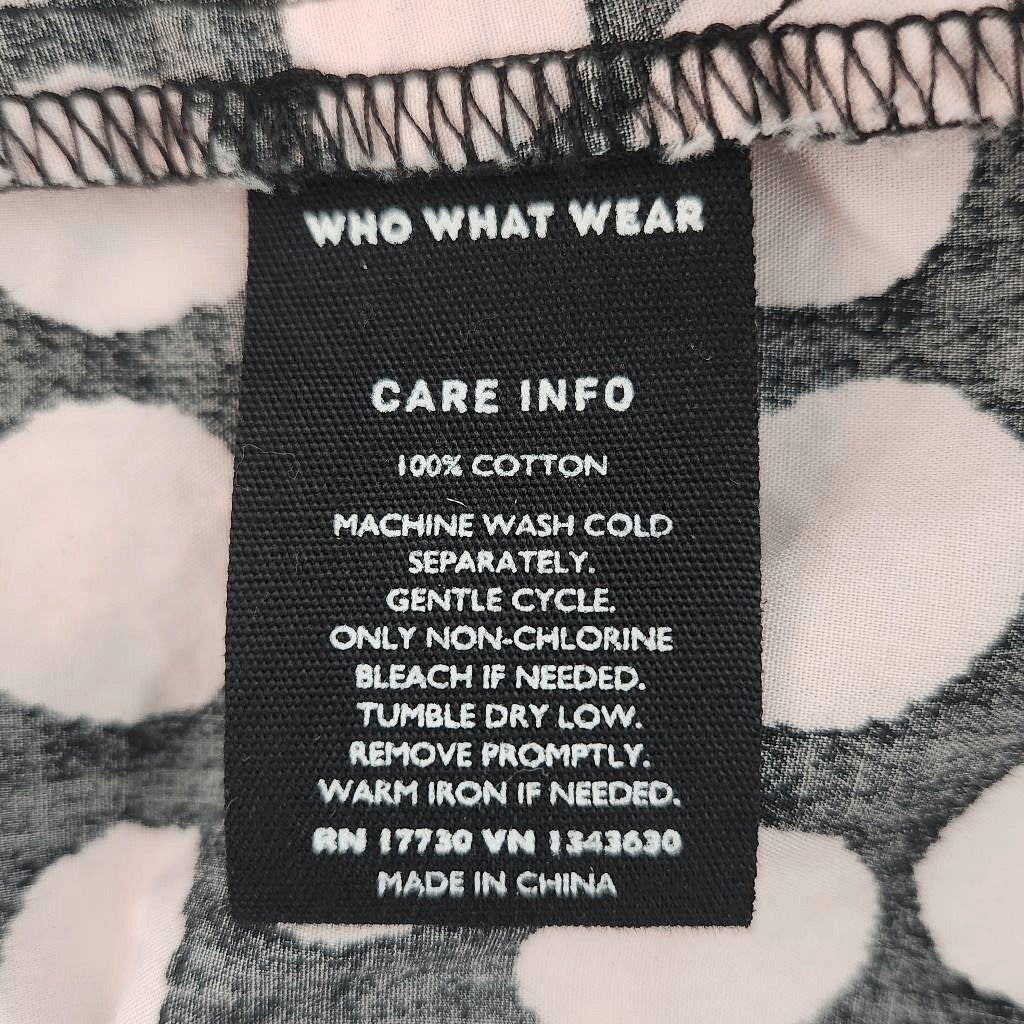 WHO WHAT WEAR
CARE INFO
100% COTTON
MACHINE WASH COLD
SEPARATELY.
GENTLE CYCLE.
ONLY NON-CHLORINE
BLEACH IF NEEDED.
TUMBLE DRY LOW.
REMOVE PROMPTLY.
WARM IRON IF NEEDED.
RN 17730 VN 1343630
MADE IN CHINA